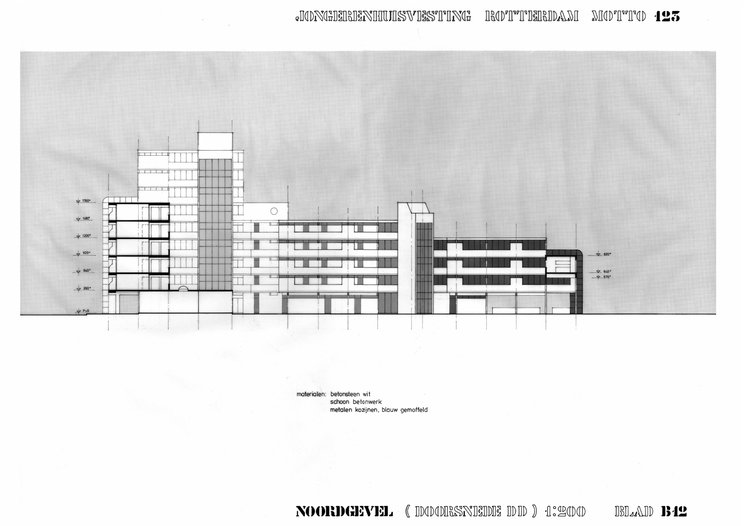 JONGERENHUISVESTING ROTTERDAM MOTTO 123
materialen: betonsteen wit
schoon betonwerk
metalen kozijnen, blauw gemoffeld
NOORDGEVEL (DOORSNEDE DD) 1:200 BLAD B12